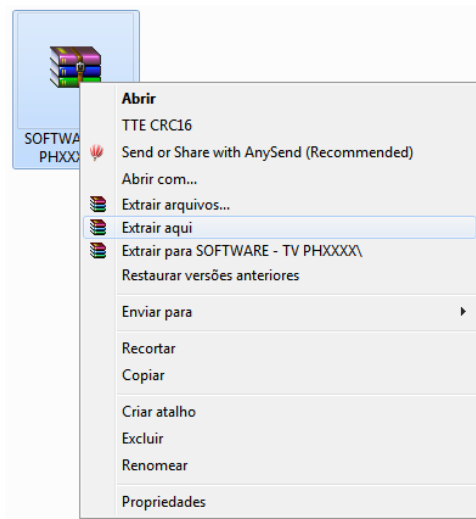 SOFTWA
PHXX
Abrir
TTE CRC16
Send or Share with AnySend (Recommended)
Abrir com...
Extrair arquivos...
Extrair aqui
Extrair para SOFTWARE - TV PHXXXX\
Restaurar versões anteriores
Enviar para
Recortar
Copiar
Criar atalho
Excluir
Renomear
Propriedades